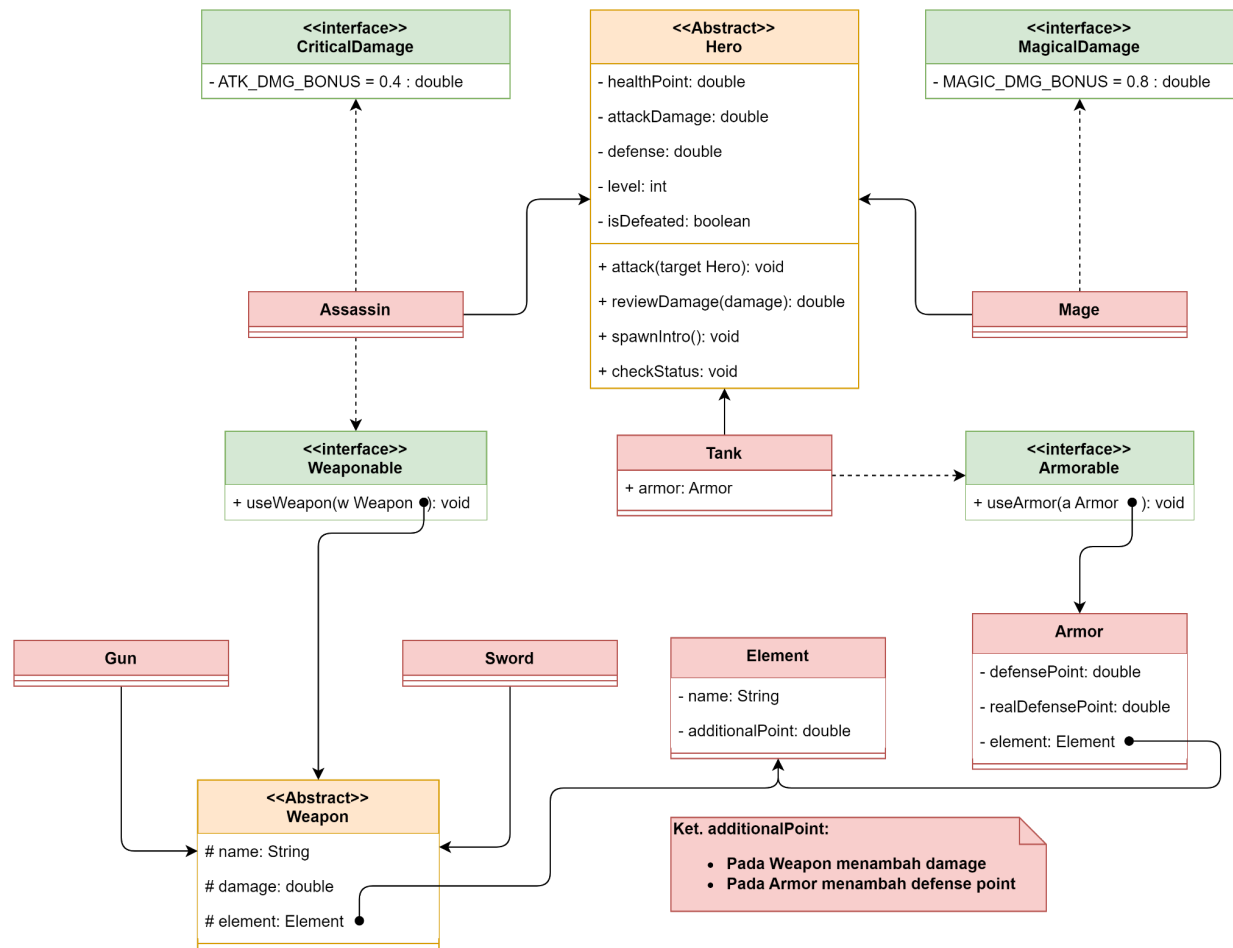 <<interface>>
CriticalDamage
- ATK_DMG_BONUS = 0.4 : double
<<Abstract>>
Hero
- healthPoint: double
- attackDamage: double
- defense: double
- level: int
- isDefeated: boolean
+ attack(target Hero): void
+ reviewDamage(damage): double
+ spawnIntro(): void
+ checkStatus: void
<<interface>>
MagicalDamage
- MAGIC_DMG_BONUS = 0.8 : double
Assassin
Mage
<<interface>>
Weaponable
+ useWeapon(w Weapon ): void
Tank
+ armor: Armor
<<interface>>
Armorable
+ useArmor(a Armor ): void
Gun
Sword
Element
- name: String
- additionalPoint: double
Armor
- defensePoint: double
- realDefensePoint: double
- element: Element
<<Abstract>>
Weapon
# name: String
# damage: double
# element: Element
Ket. additionalPoint:
• Pada Weapon menambah damage
• Pada Armor menambah defense point